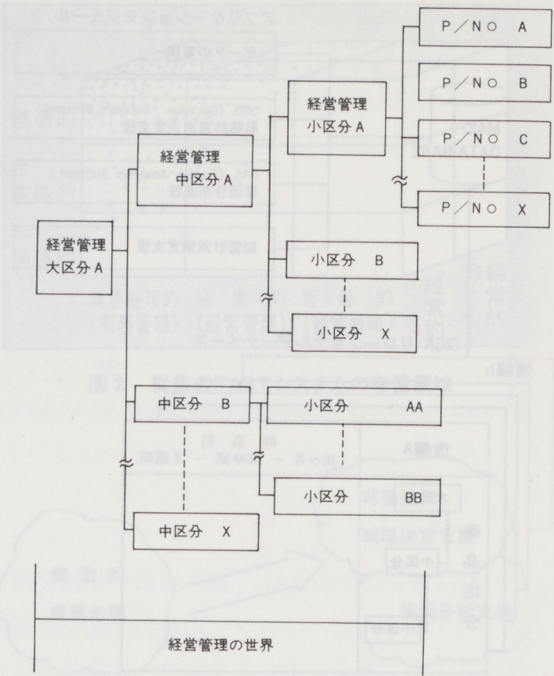 P／N○ A
P／N○ B
P／N○ C
P／N○ X
経営管理
小区分A
経営管理
中区分A
経営管理
大区分A
小区分 B
小区分 X
中区分 B
小区分 AA
小区分 BB
中区分 X
経営管理の世界